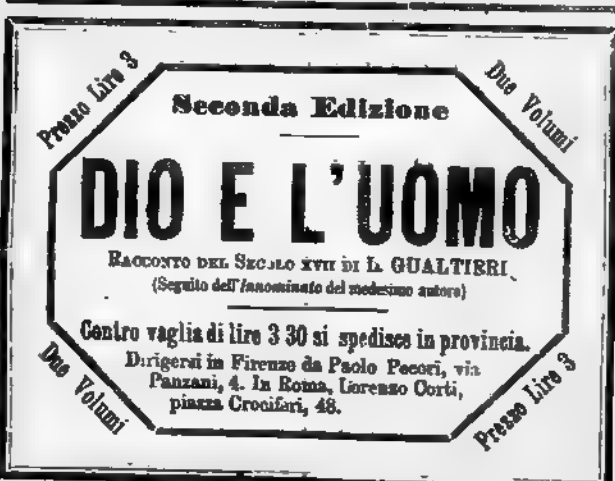 Prezzo Lire 3
Due Volumi
Seconda Edizione
DIO E L'UOMO
RACCONTO DEL SECOLO XVII DI L. GUALTIERI
(Seguito dell'Innominato del medesimo autore)
Contro vaglia di lire 3 30 si spedisce in provincia.
Dirigersi in Firenze da Paolo Pecori, via
Panzani, 4. In Roma, Lorenzo Corti,
piazza Crociferi, 48.
Due Volumi
Prezzo Lire 3